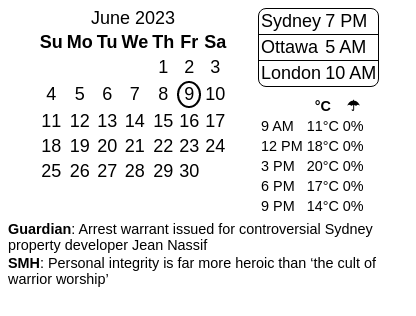 June 2023
Su Mo Tu We Th Fr Sa
1 2 3
4 5 6 7 8 9 10
11 12 13 14 15 16 17
18 19 20 21 22 23 24
25 26 27 28 29 30
Sydney 7 PM
Ottawa 5 AM
London 10 AM
°C ☂
9 AM 11°C 0%
12 PM 18°C 0%
3 PM 20°C 0%
6 PM 17°C 0%
9 PM 14°C 0%
Guardian: Arrest warrant issued for controversial Sydney
property developer Jean Nassif
SMH: Personal integrity is far more heroic than ‘the cult of
warrior worship’